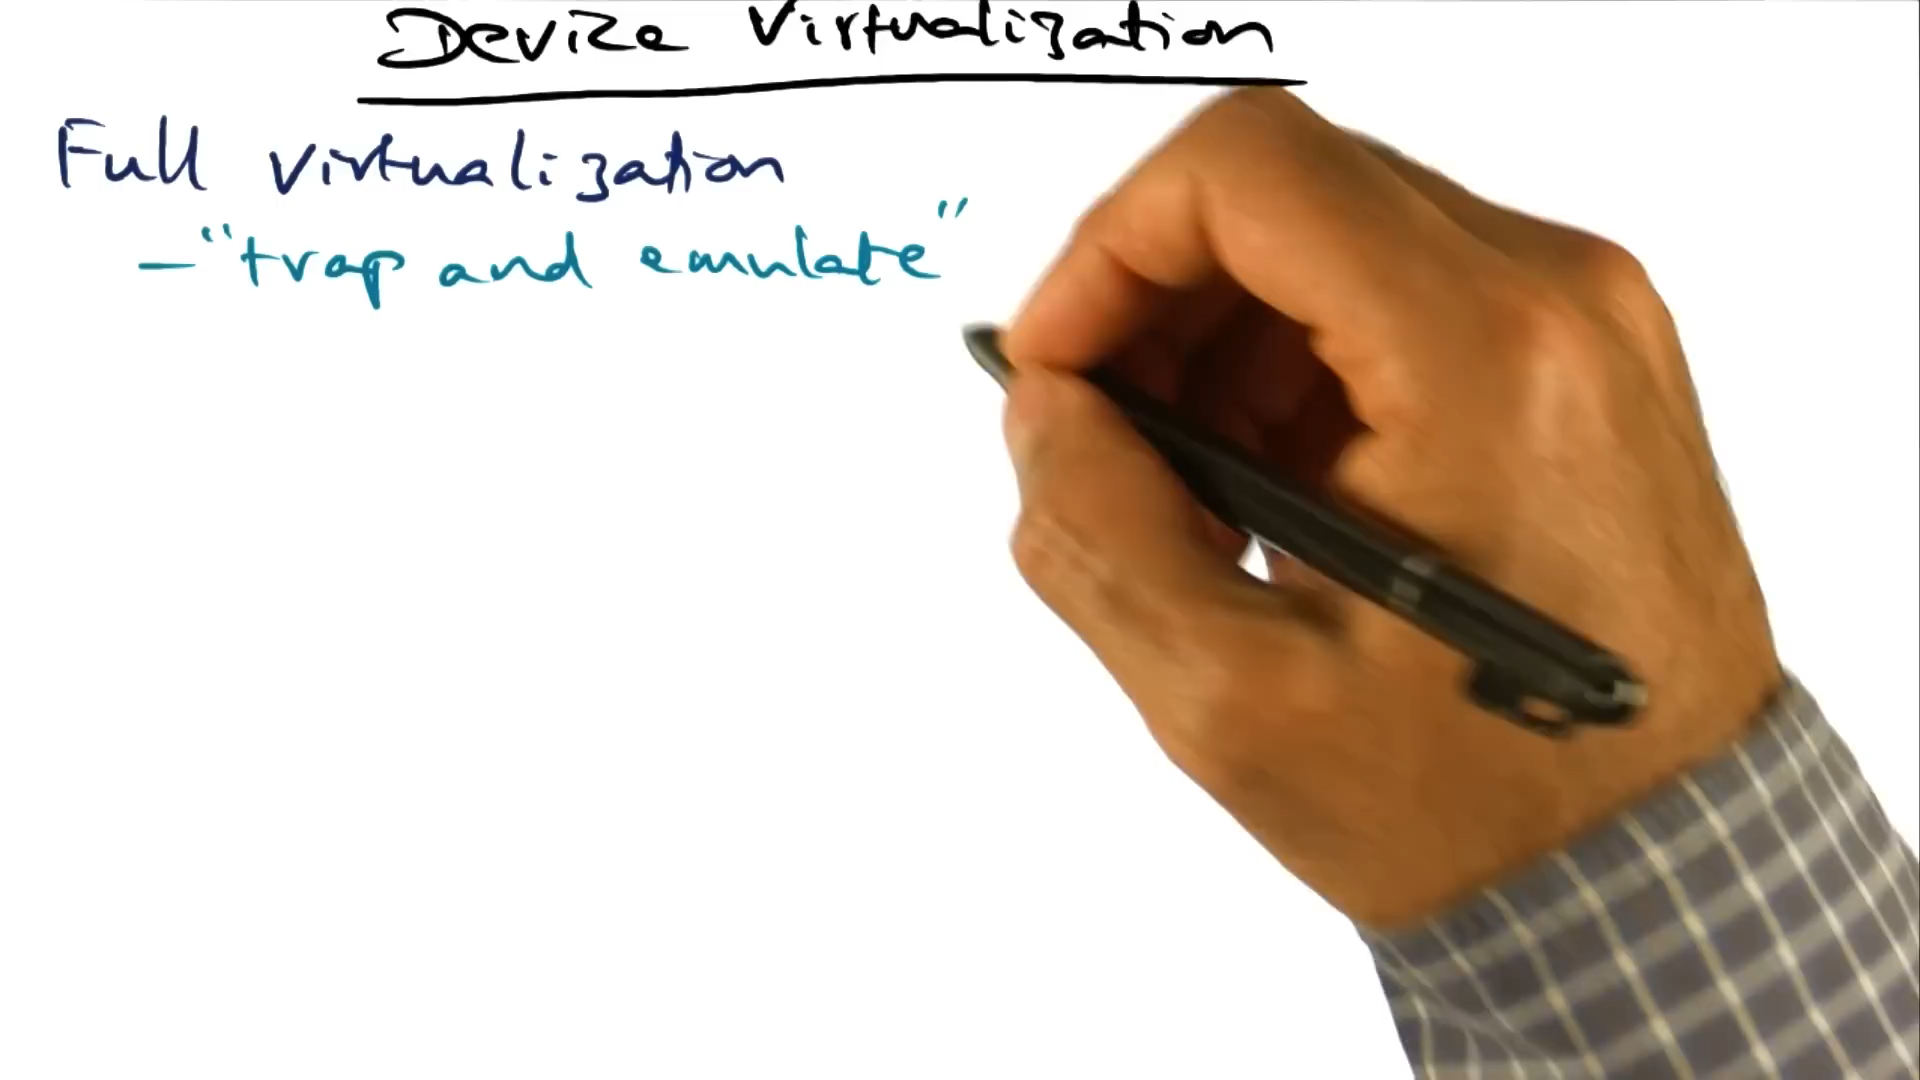 Device Virtualization
Full virtualization
- "trap and emulate"